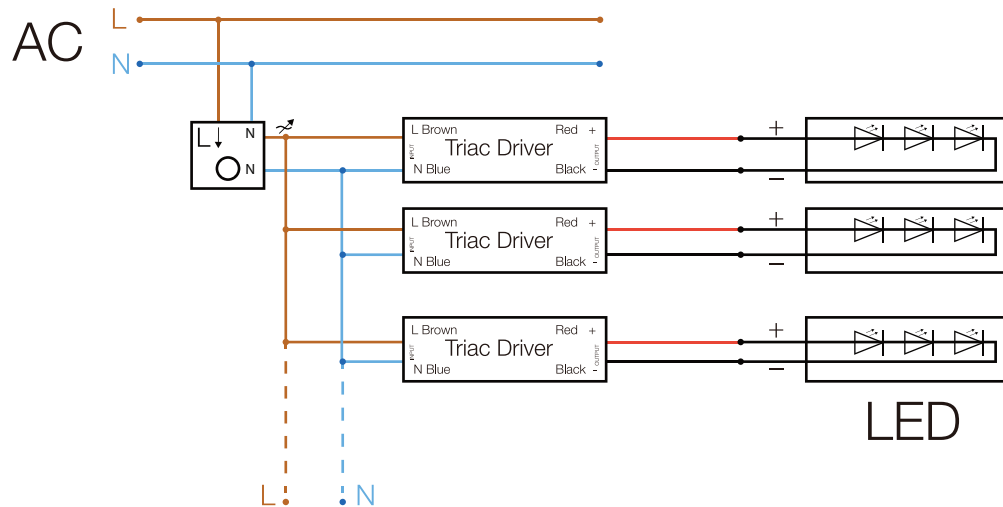 AC
L
N
L N
N
L Brown Red +
INPUT Triac Driver OUTPUT
N Blue Black -
+
−
L Brown Red +
INPUT Triac Driver OUTPUT
N Blue Black -
+
−
L Brown Red +
INPUT Triac Driver OUTPUT
N Blue Black -
+
−
LED
L N